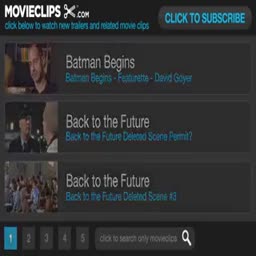 MOVIECLIPS .COM
click below to watch new trailers and related movie clips
CLICK TO SUBSCRIBE
Batman Begins
Batman Begins - Featurette - David Goyer
Back to the Future
Back to the Future Deleted Scene Permit?
Back to the Future
Back to the Future Deleted Scene #3
1 2 3 4 5 click to search only movieclips